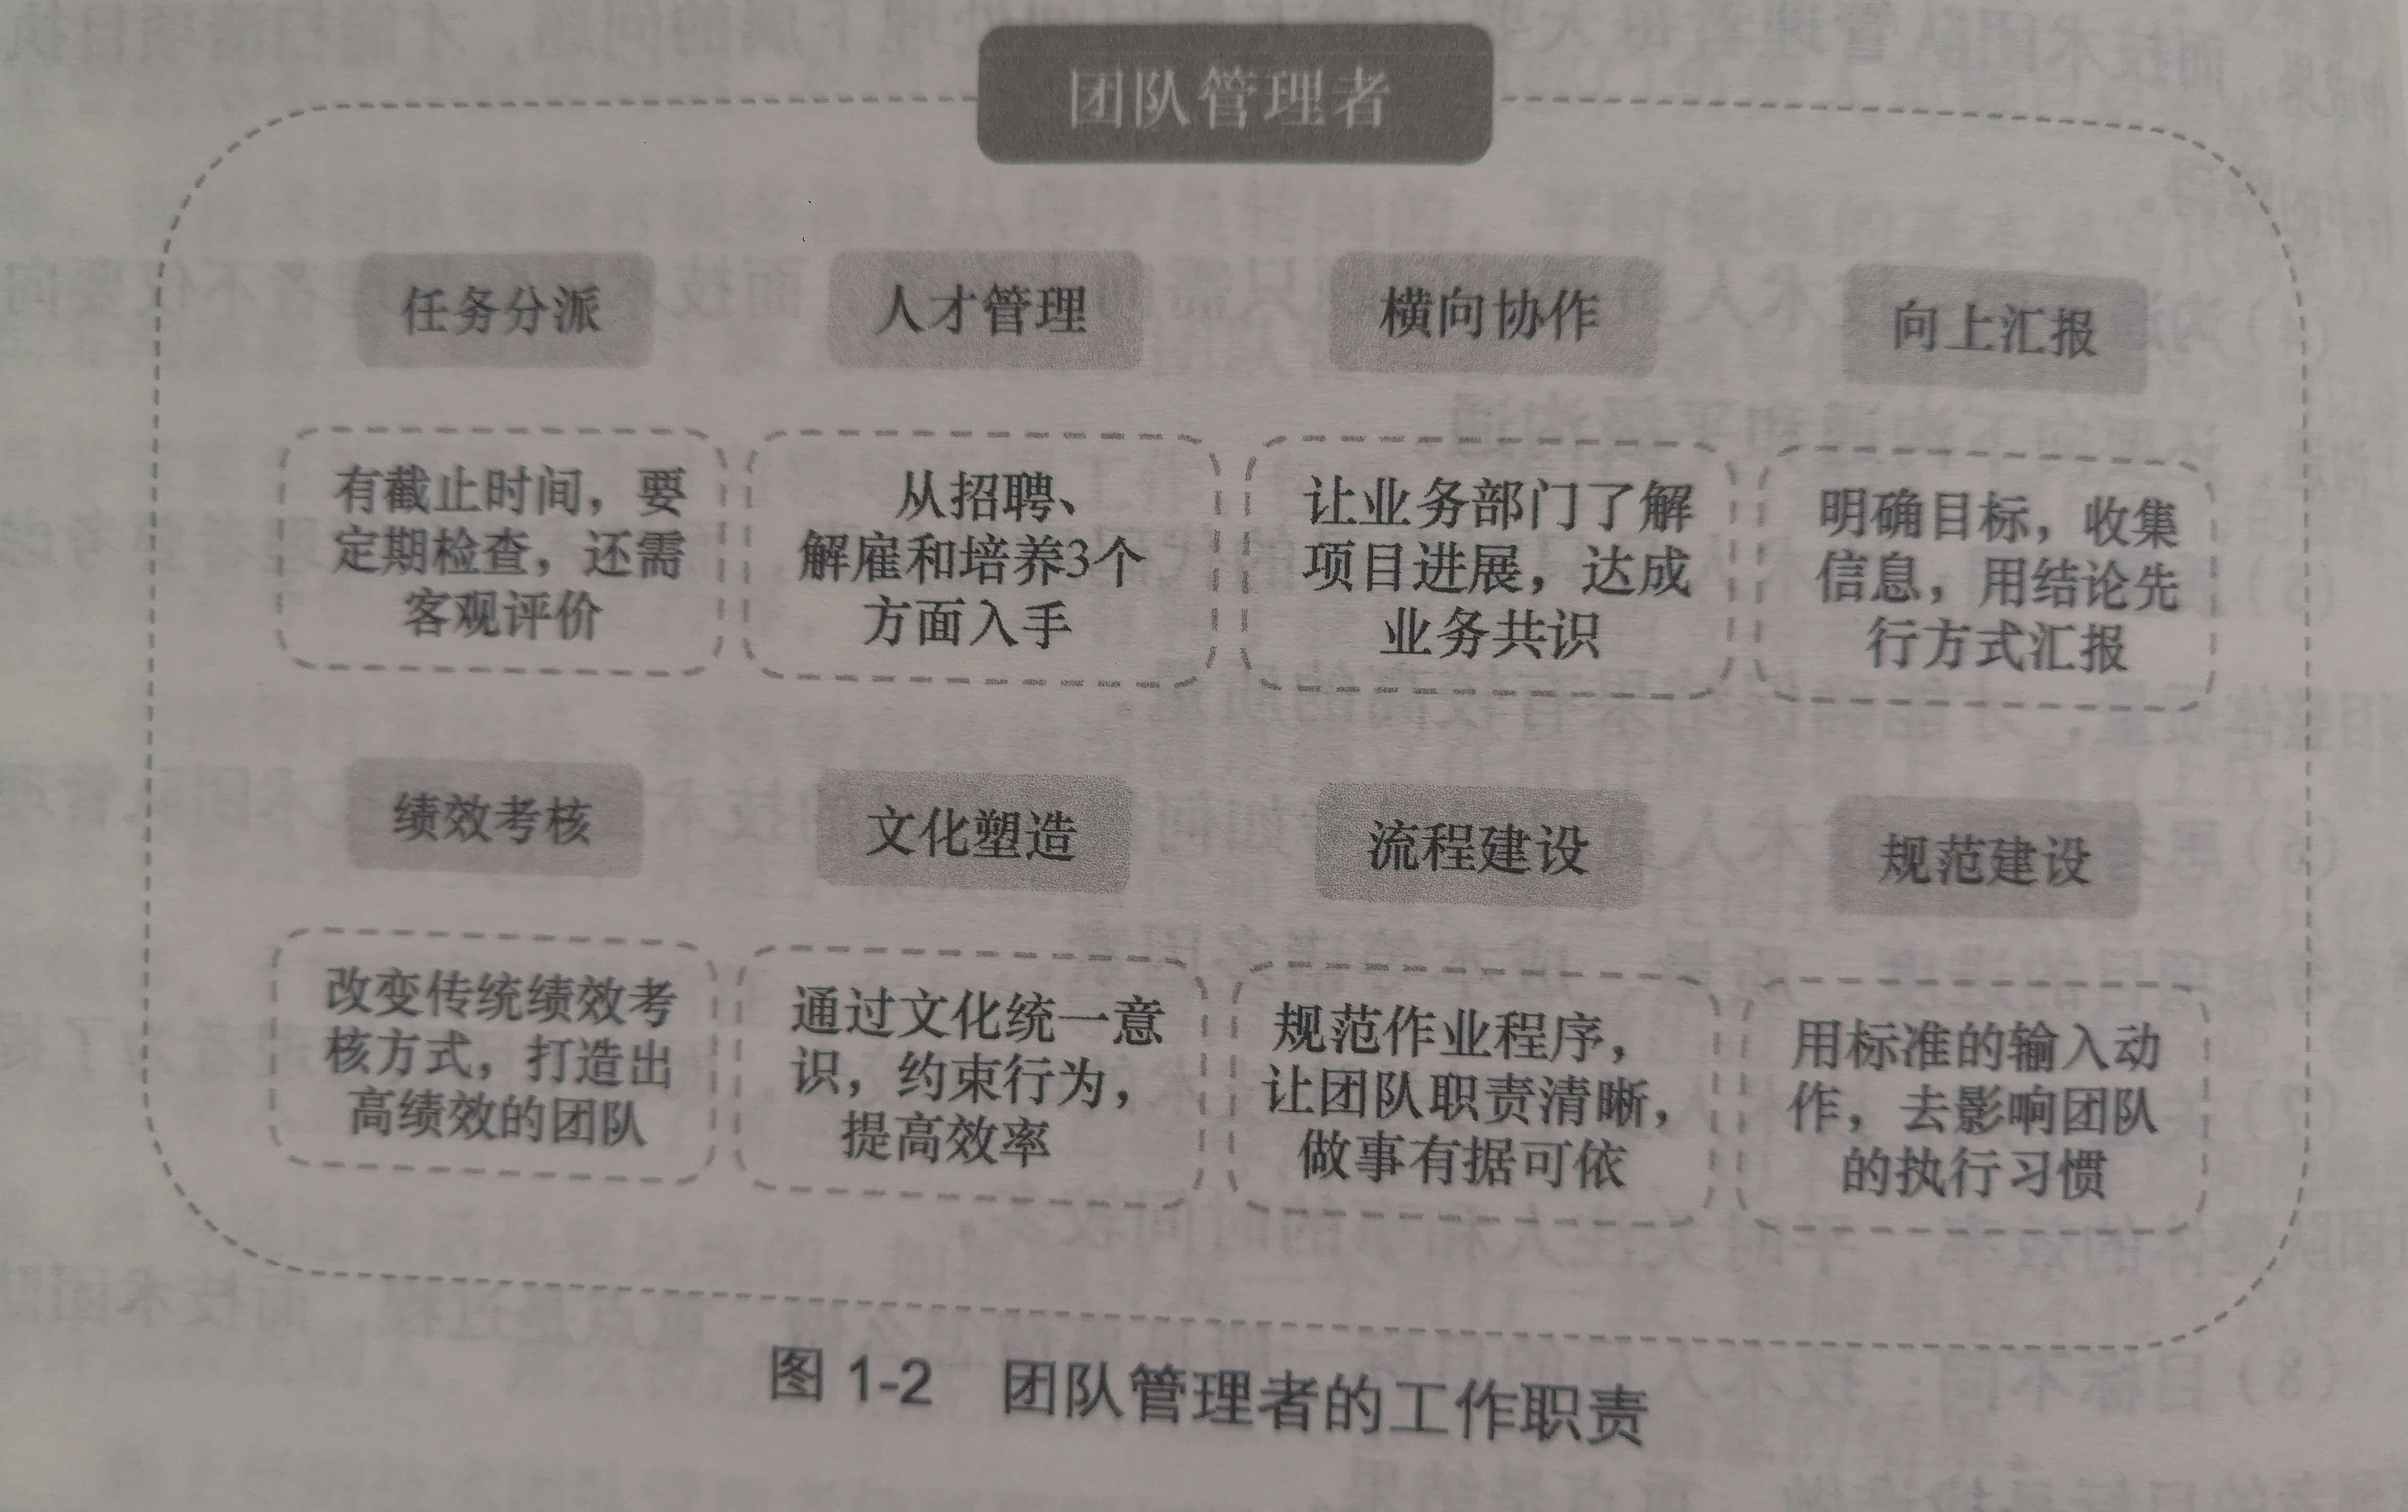 团队管理者
任务分派
人才管理
横向协作
向上汇报
有截止时间，要
定期检查，还需
客观评价
从招聘、
解雇和培养3个
方面入手
让业务部门了解
项目进展，达成
业务共识
明确目标，收集
信息，用结论先
行方式汇报
绩效考核
文化塑造
流程建设
规范建设
改变传统绩效考
核方式，打造出
高绩效的团队
通过文化统一意
识，约束行为，
提高效率
规范作业程序，
让团队职责清晰，
做事有据可依
用标准的输入动
作，去影响团队
的执行习惯
图 1-2　团队管理者的工作职责